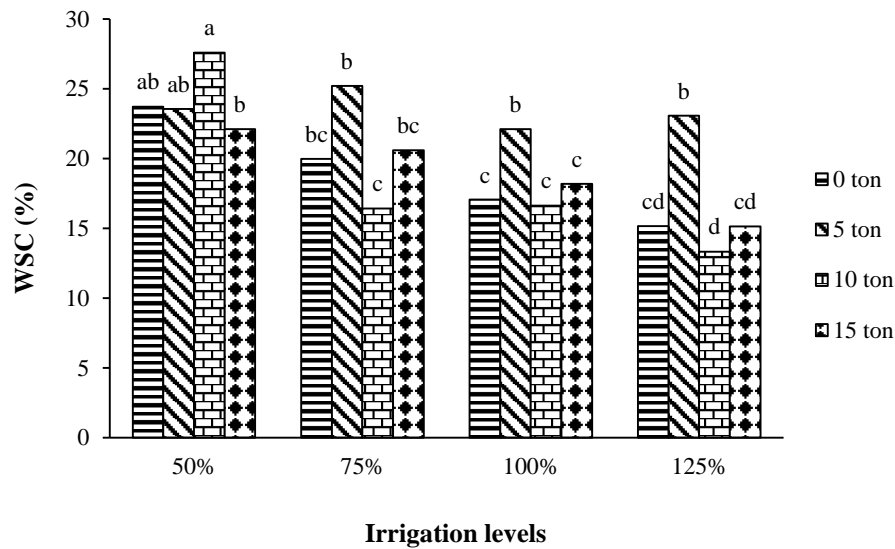 30
25
20
15
10
5
0
WSC (%)
ab ab a b
bc b c bc
c b c c
cd b d cd
50% 75% 100% 125%
Irrigation levels
0 ton
5 ton
10 ton
15 ton